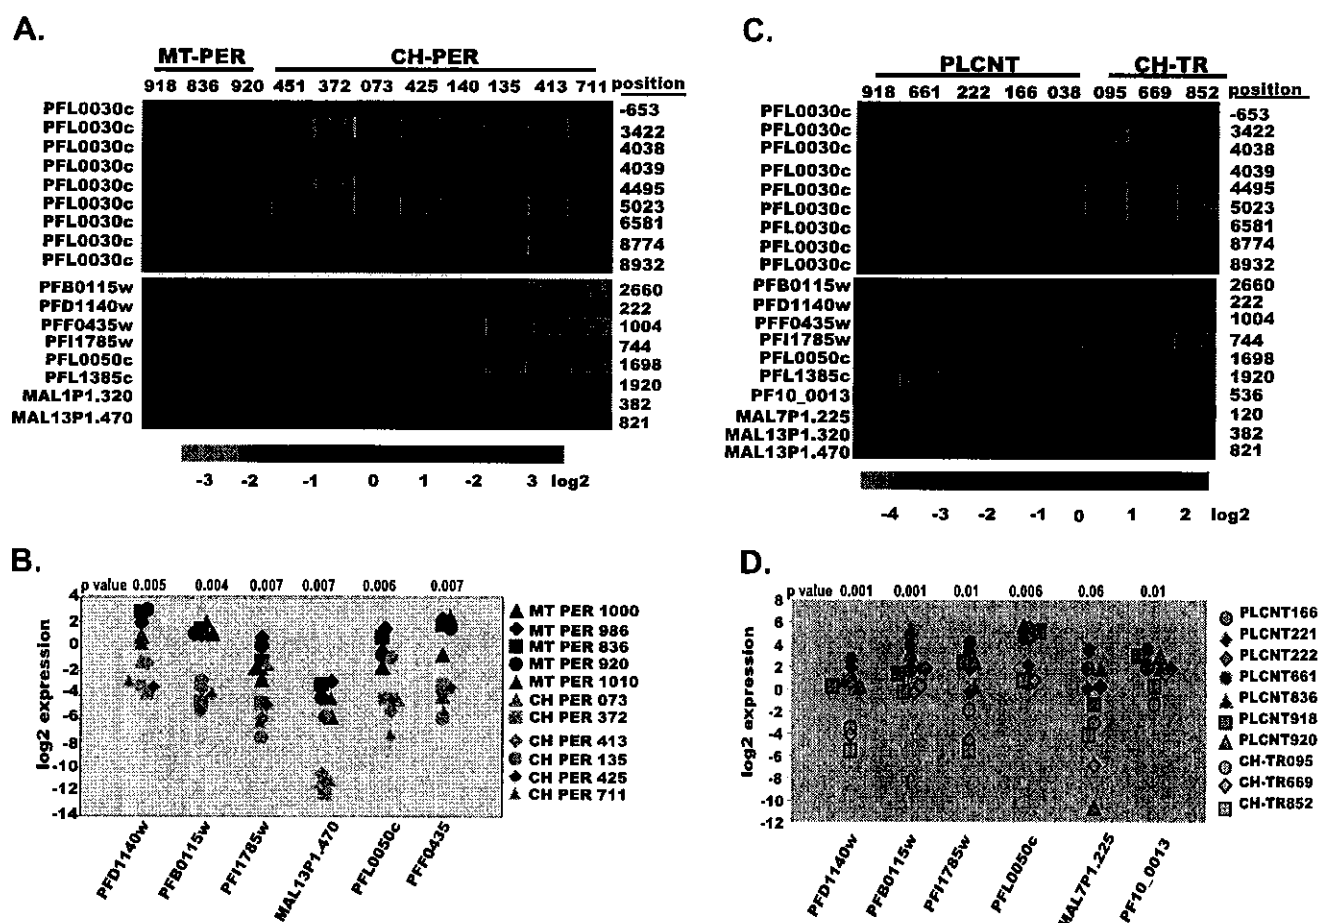 A.
MT-PER CH-PER
918 836 920 451 372 073 425 140 135 413 711 position
PFL0030c -653
PFL0030c 3422
PFL0030c 4038
PFL0030c 4039
PFL0030c 4495
PFL0030c 5023
PFL0030c 6581
PFL0030c 8774
PFL0030c 8932
PFB0115w 2660
PFD1140w 222
PFF0435w 1004
PFI1785w 744
PFL0050c 1698
PFL1385c 1920
MAL1P1.320 382
MAL13P1.470 821
-3 -2 -1 0 1 -2 3 log2
C.
PLCNT CH-TR
918 661 222 166 038 095 669 852 position
PFL0030c -653
PFL0030c 3422
PFL0030c 4038
PFL0030c 4039
PFL0030c 4495
PFL0030c 5023
PFL0030c 6581
PFL0030c 8774
PFL0030c 8932
PFB0115w 2660
PFD1140w 222
PFF0435w 1004
PFI1785w 744
PFL0050c 1698
PFL1385c 1920
PF10_0013 536
MAL7P1.225 120
MAL13P1.320 382
MAL13P1.470 821
-4 -3 -2 -1 0 1 2 log2
B.
p value 0.005 0.004 0.007 0.007 0.006 0.007
log2 expression
4
2
0
-2
-4
-6
-8
-10
-12
-14
PFD1140w
PFB0115w
PFI1785w
MAL13P1.470
PFL0050c
PFF0435
MT PER 1000
MT PER 986
MT PER 836
MT PER 920
MT PER 1010
CH PER 073
CH PER 372
CH PER 413
CH PER 135
CH PER 425
CH PER 711
D.
p value 0.001 0.001 0.01 0.006 0.06 0.01
log2 expression
8
6
4
2
0
-2
-4
-6
-8
-10
-12
PFD1140w
PFB0115w
PFI1785w
PFL0050c
MAL7P1.225
PF10_0013
PLCNT166
PLCNT221
PLCNT222
PLCNT661
PLCNT836
PLCNT918
PLCNT920
CH-TR095
CH-TR669
CH-TR852